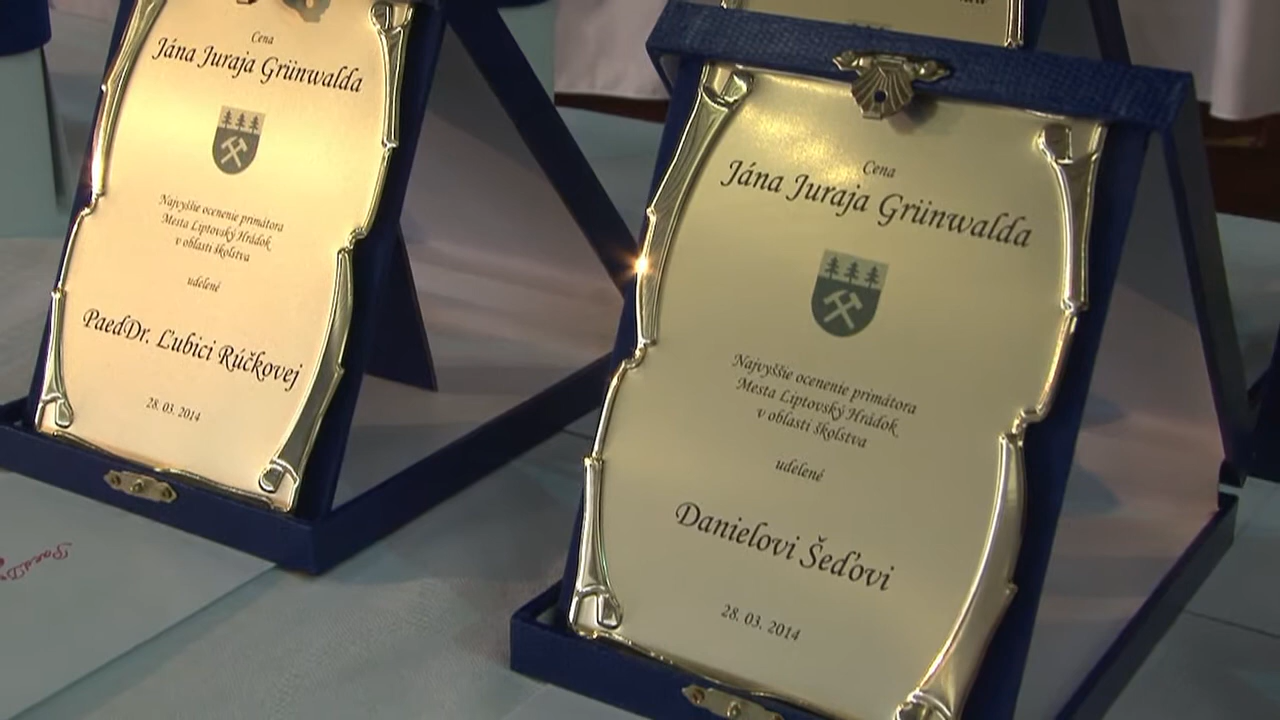 Cena
Jána Juraja Grünwalda
Najvyššie ocenenie primátora
Mesta Liptovský Hrádok
v oblasti školstva
udelené
PaedDr. Ľubici Rúčkovej
28. 03. 2014
Cena
Jána Juraja Grünwalda
Najvyššie ocenenie primátora
Mesta Liptovský Hrádok
v oblasti školstva
udelené
Danielovi Šeďovi
28. 03. 2014